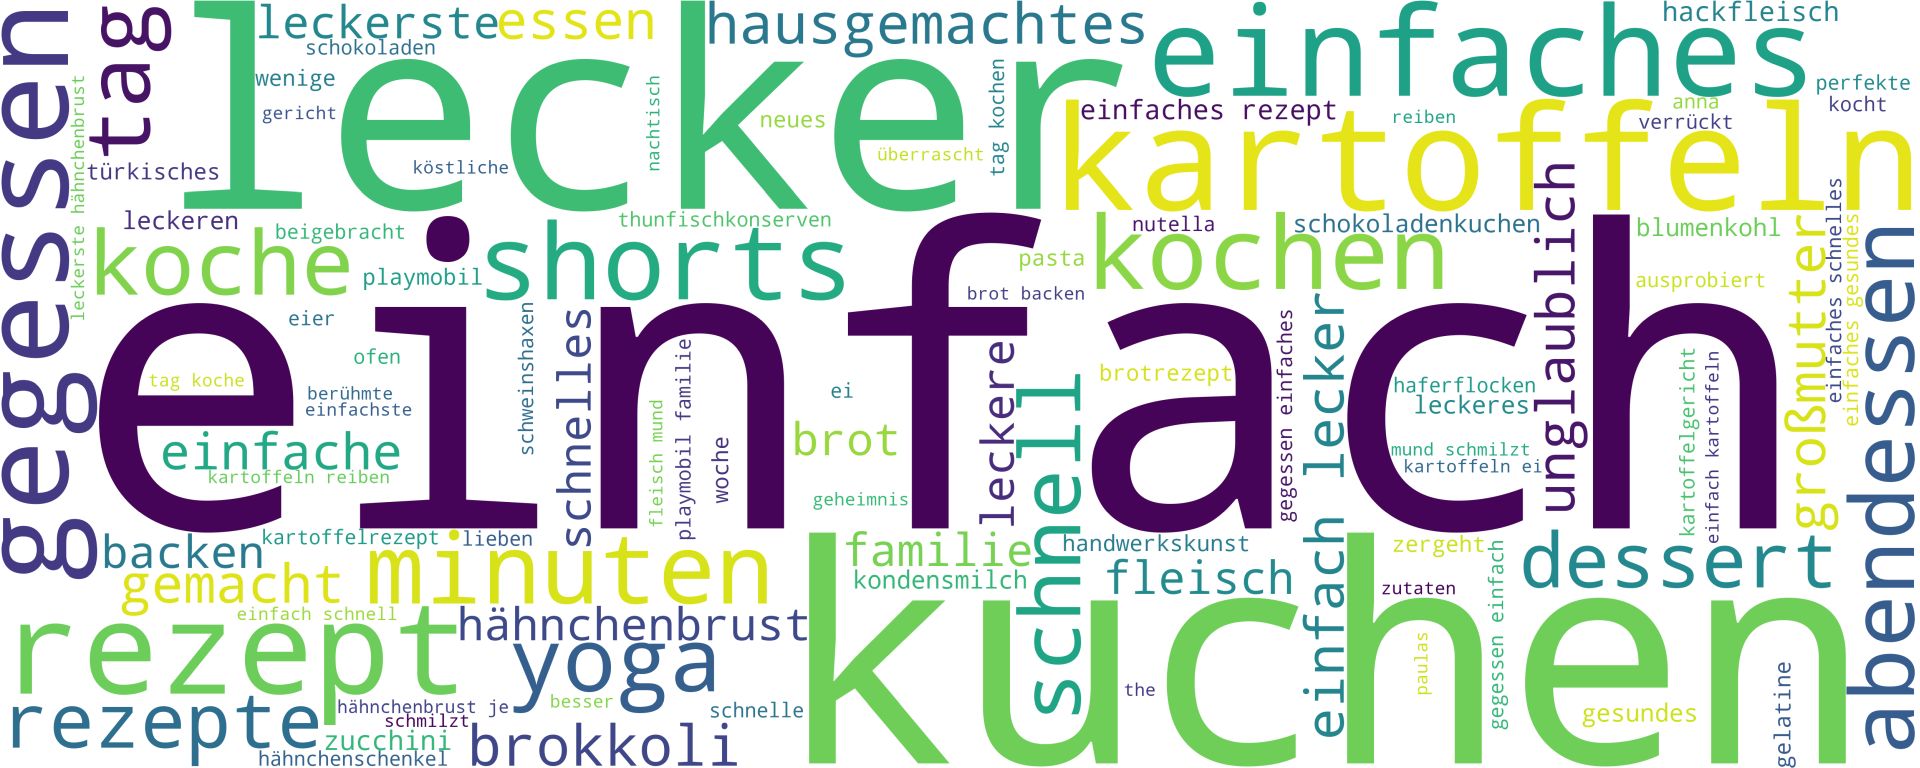 gegessen
tag
lecker
leckerste
essen
hausgemachtes
einfaches
hackfleisch
schokoladen
wenige
gericht
leckerste hähnchenbrust
nachtisch
neues
tag kochen
einfaches rezept
reiben
anna
verrückt
perfekte
kocht
türkisches
köstliche
überrascht
kartoffeln
leckeren
beigebracht
koche
playmobil
shorts
thunfischkonserven
pasta
nutella
kochen
schokoladenkuchen
unglaublich
blumenkohl
ausprobiert
großmutter
einfaches schnelles
einfaches gesundes
abendessen
brot backen
einfach
eier
ofen
tag koche
berühmte
einfachste
schweinshaxen
schnelles
fleisch mund
playmobil familie
woche
ei
brot
geheimnis
leckere
schnell
brotrezept
gegessen einfaches
einfach lecker
haferflocken
leckeres
mund schmilzt
kartoffeln ei
kartoffelgericht
einfach kartoffeln
einfache
kartoffeln reiben
backen
kartoffelrezept
lieben
minuten
familie
kondensmilch
handwerkskunst
fleisch
zergeht
zutaten
gegessen einfach
dessert
gemacht
einfach schnell
rezept
hähnchenbrust
yoga
kuchen
the
paulas
gesundes
gelatine
rezepte
hähnchenbrust je
schmilzt
besser
schnelle
zucchini
brokkoli
hähnchenschenkel